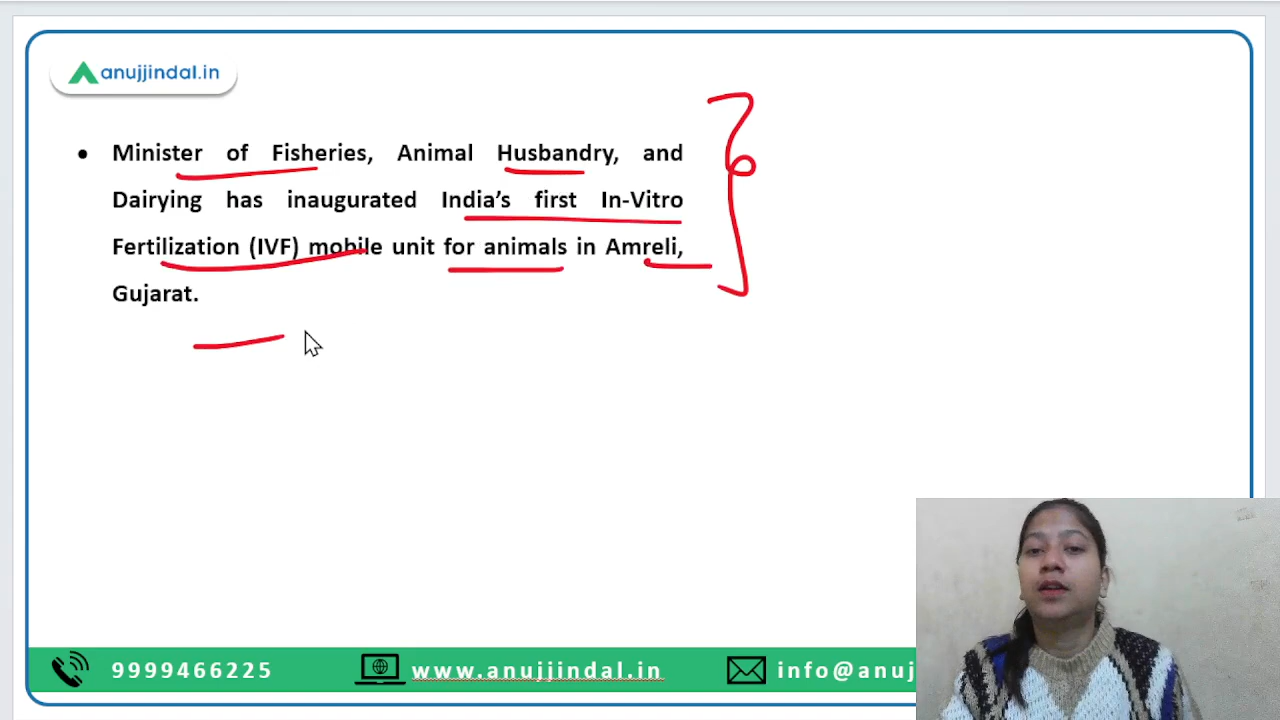 anujjindal.in
• Minister of Fisheries, Animal Husbandry, and
Dairying has inaugurated India's first In-Vitro
Fertilization (IVF) mobile unit for animals in Amreli,
Gujarat.
9999466225 www.anujjindal.in info@anuj